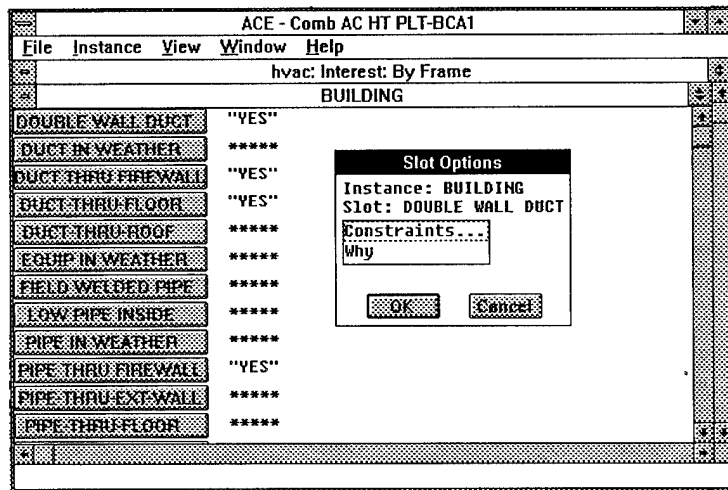 ACE - Comb AC HT PLT-BCA1
File Instance View Window Help
hvac: Interest: By Frame
BUILDING
DOUBLE WALL DUCT "YES"
DUCT IN WEATHER *****
DUCT THRU FIREWALL "YES"
DUCT-THRU-FLOOR "YES"
DUCT-THRU-ROOF *****
EQUIP IN WEATHER *****
FIELD WELDED PIPE *****
LOW PIPE INSIDE *****
PIPE IN WEATHER *****
PIPE THRU FIREWALL "YES"
PIPE-THRU-EXT-WALL *****
PIPE-THRU-FLOOR *****
Slot Options
Instance: BUILDING
Slot: DOUBLE WALL DUCT
Constraints...
Why
OK Cancel